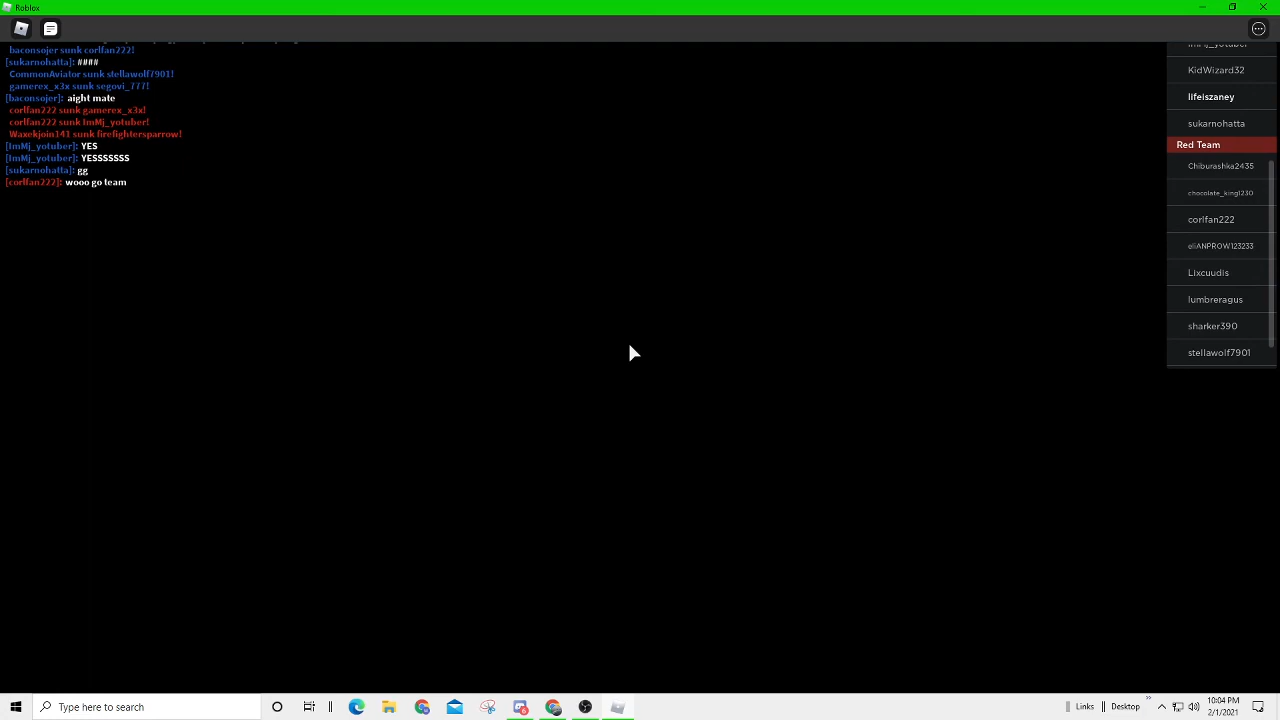 Roblox
baconsojer sunk corlfan222!
[sukarnohatta]: ####
CommonAviator sunk stellawolf7901!
gamerex_x3x sunk segovi_777!
[baconsojer]: aight mate
corlfan222 sunk gamerex_x3x!
corlfan222 sunk ImMj_yotuber!
Waxekjoin141 sunk firefightersparrow!
[ImMj_yotuber]: YES
[ImMj_yotuber]: YESSSSSSS
[sukarnohatta]: gg
[corlfan222]: wooo go team
ImMj_yotuber
KidWizard32
lifeiszaney
sukarnohatta
Red Team
Chiburashka2435
chocolate_king1230
corlfan222
eliANPROW123233
Lixcuudis
lumbreragus
sharker390
stellawolf7901
Type here to search
Links
Desktop
10:04 PM
2/1/2021